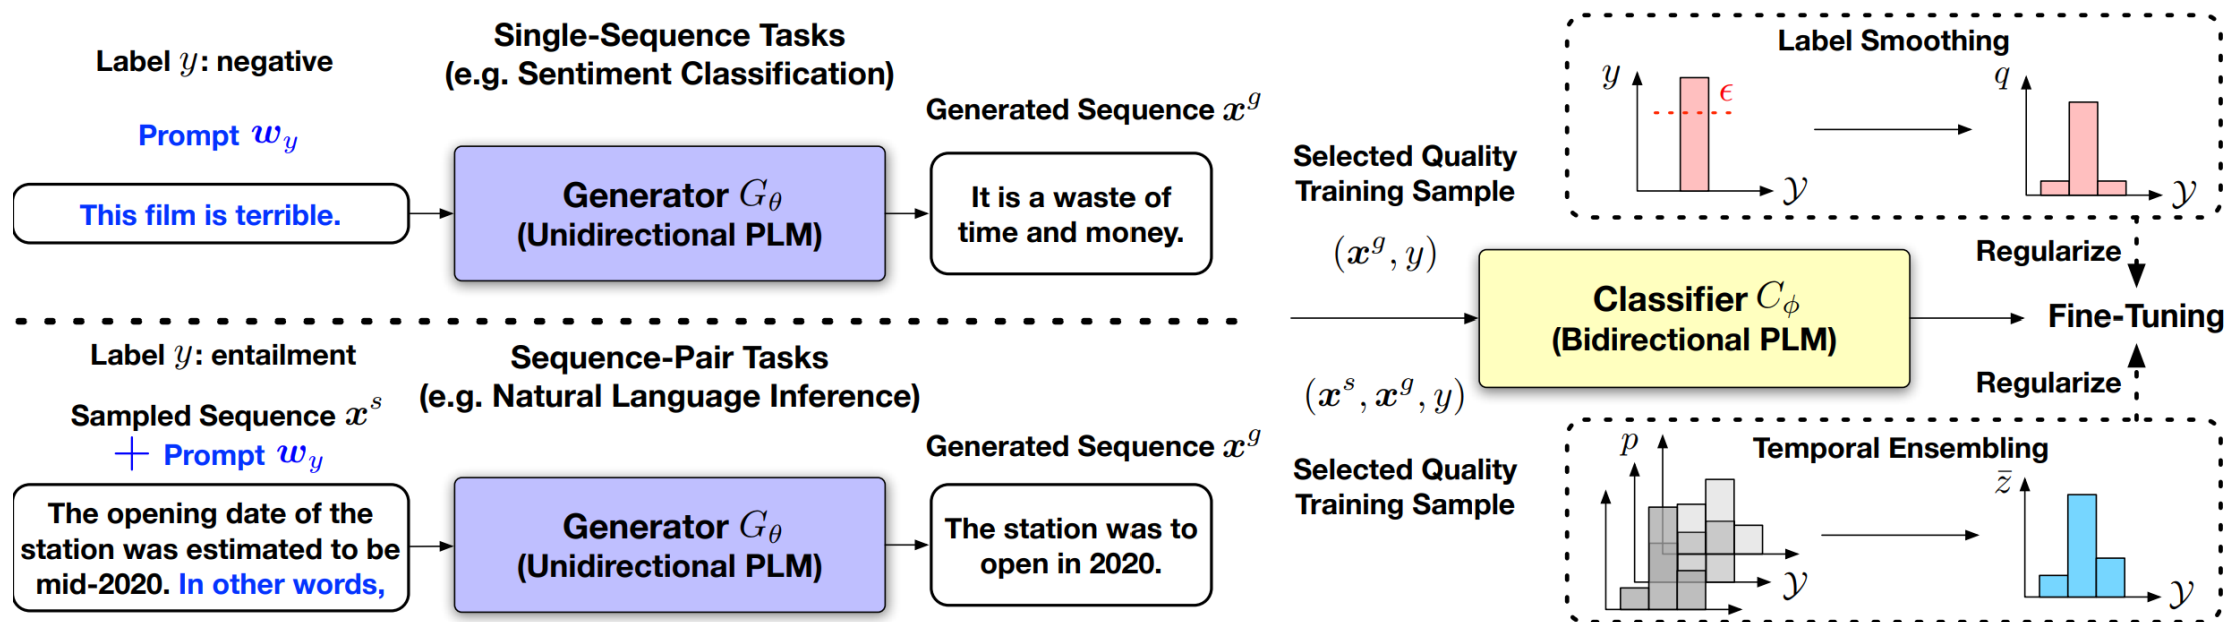 Label y: negative
Single-Sequence Tasks
(e.g. Sentiment Classification)
Prompt w_y
This film is terrible.
Generator G_θ
(Unidirectional PLM)
Generated Sequence x^g
It is a waste of
time and money.
Label y: entailment
Sequence-Pair Tasks
(e.g. Natural Language Inference)
Sampled Sequence x^s
+ Prompt w_y
The opening date of the
station was estimated to be
mid-2020. In other words,
Generator G_θ
(Unidirectional PLM)
Generated Sequence x^g
The station was to
open in 2020.
Selected Quality
Training Sample
(x^g, y)
(x^s, x^g, y)
Selected Quality
Training Sample
Classifier C_ϕ
(Bidirectional PLM)
Label Smoothing
y
ϵ
𝒴
q
𝒴
Regularize
Fine-Tuning
Regularize
Temporal Ensembling
p
𝒴
z̄
𝒴